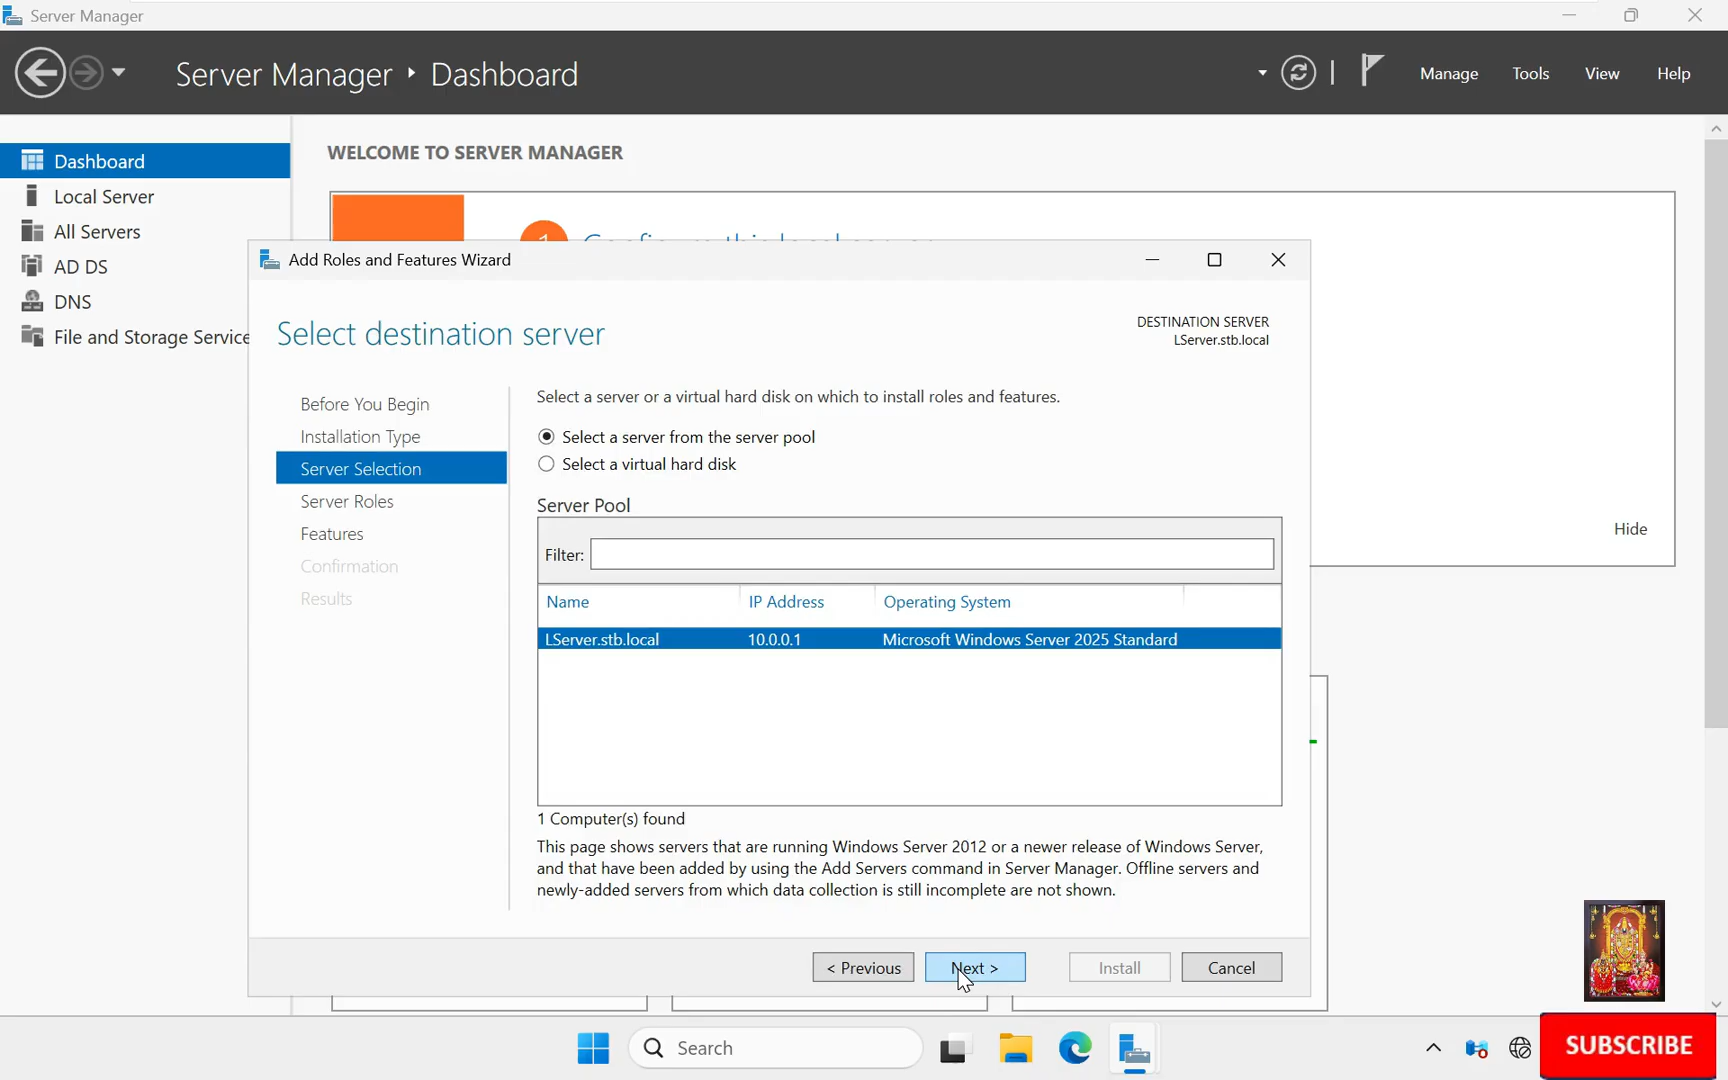 Server Manager
Server Manager
Dashboard
Manage
Tools
View
Help
Dashboard
Local Server
All Servers
AD DS
DNS
File and Storage Service
WELCOME TO SERVER MANAGER
Hide
Add Roles and Features Wizard
Select destination server
DESTINATION SERVER
LServer.stb.local
Before You Begin
Installation Type
Server Selection
Server Roles
Features
Confirmation
Results
Select a server or a virtual hard disk on which to install roles and features.
Select a server from the server pool
Select a virtual hard disk
Server Pool
Filter:
Name IP Address Operating System
LServer.stb.local 10.0.0.1 Microsoft Windows Server 2025 Standard
1 Computer(s) found
This page shows servers that are running Windows Server 2012 or a newer release of Windows Server,
and that have been added by using the Add Servers command in Server Manager. Offline servers and
newly-added servers from which data collection is still incomplete are not shown.
< Previous
Next >
Install
Cancel
Search
SUBSCRIBE